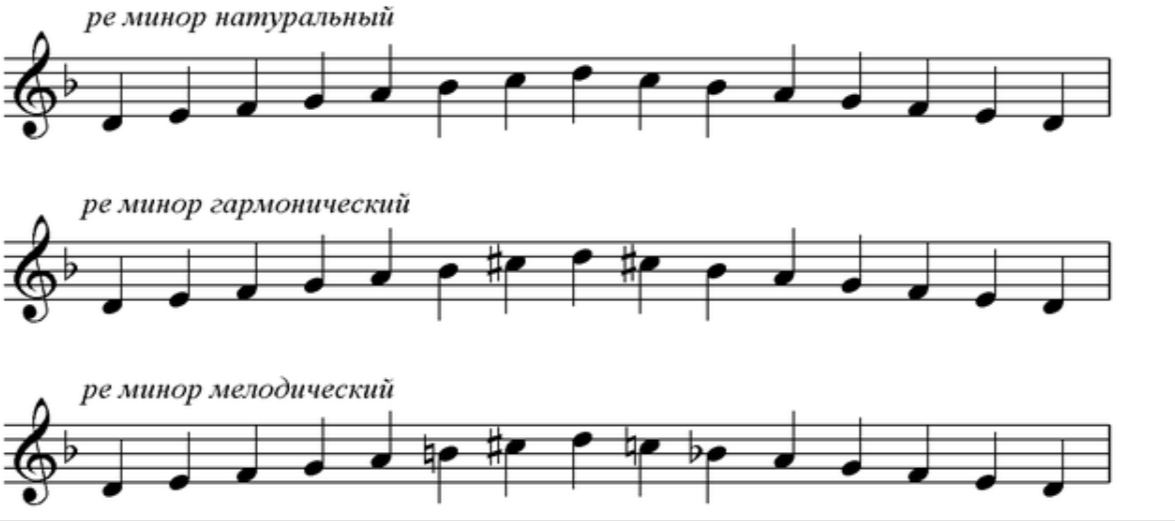 ре минор натуральный
ре минор гармонический
ре минор мелодический